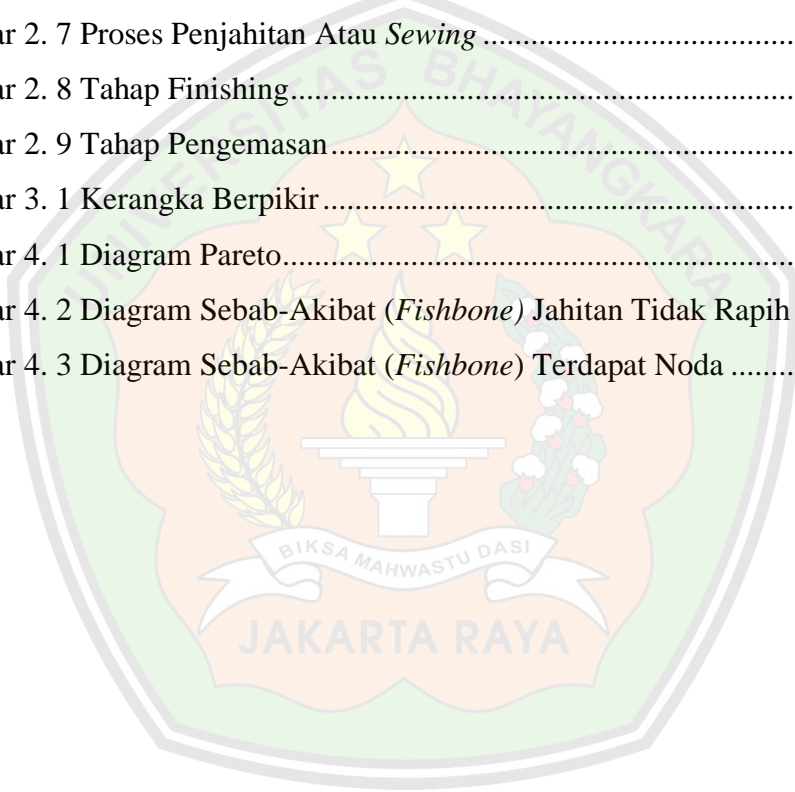 ar 2. 7 Proses Penjahitan Atau Sewing ................................................
ar 2. 8 Tahap Finishing................................................................
ar 2. 9 Tahap Pengemasan...........................................................
ar 3. 1 Kerangka Berpikir............................................................
ar 4. 1 Diagram Pareto................................................................
ar 4. 2 Diagram Sebab-Akibat (Fishbone) Jahitan Tidak Rapih
ar 4. 3 Diagram Sebab-Akibat (Fishbone) Terdapat Noda ........
UNIVERSITAS BHAYANGKARA
BIKSA MAHWASTU DASI
JAKARTA RAYA